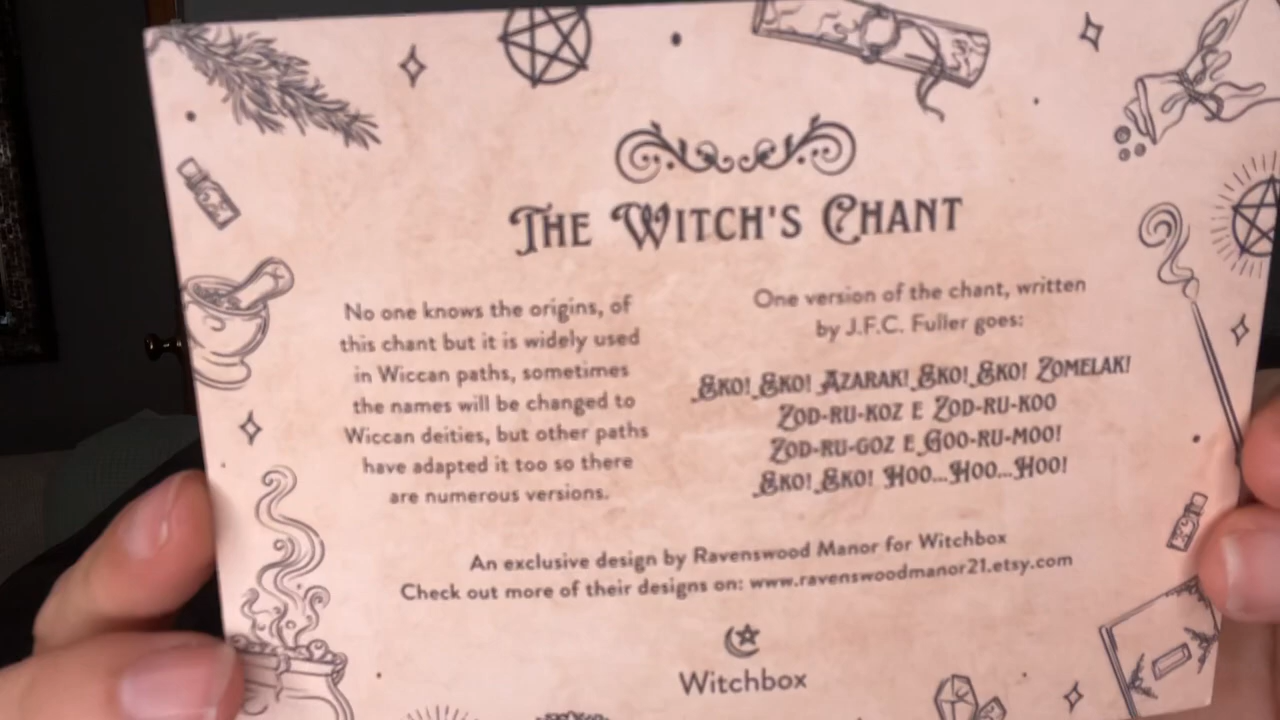 THE WITCH'S CHANT
No one knows the origins, of
this chant but it is widely used
in Wiccan paths, sometimes
the names will be changed to
Wiccan deities, but other paths
have adapted it too so there
are numerous versions.
One version of the chant, written
by J.F.C. Fuller goes:
EKO! EKO! AZARAK! EKO! EKO! ZOMELAK!
ZOD-RU-KOZ E ZOD-RU-KOO
ZOD-RU-GOZ E GOO-RU-MOO!
EKO! EKO! HOO...HOO...HOO!
An exclusive design by Ravenswood Manor for Witchbox
Check out more of their designs on: www.ravenswoodmanor21.etsy.com
Witchbox